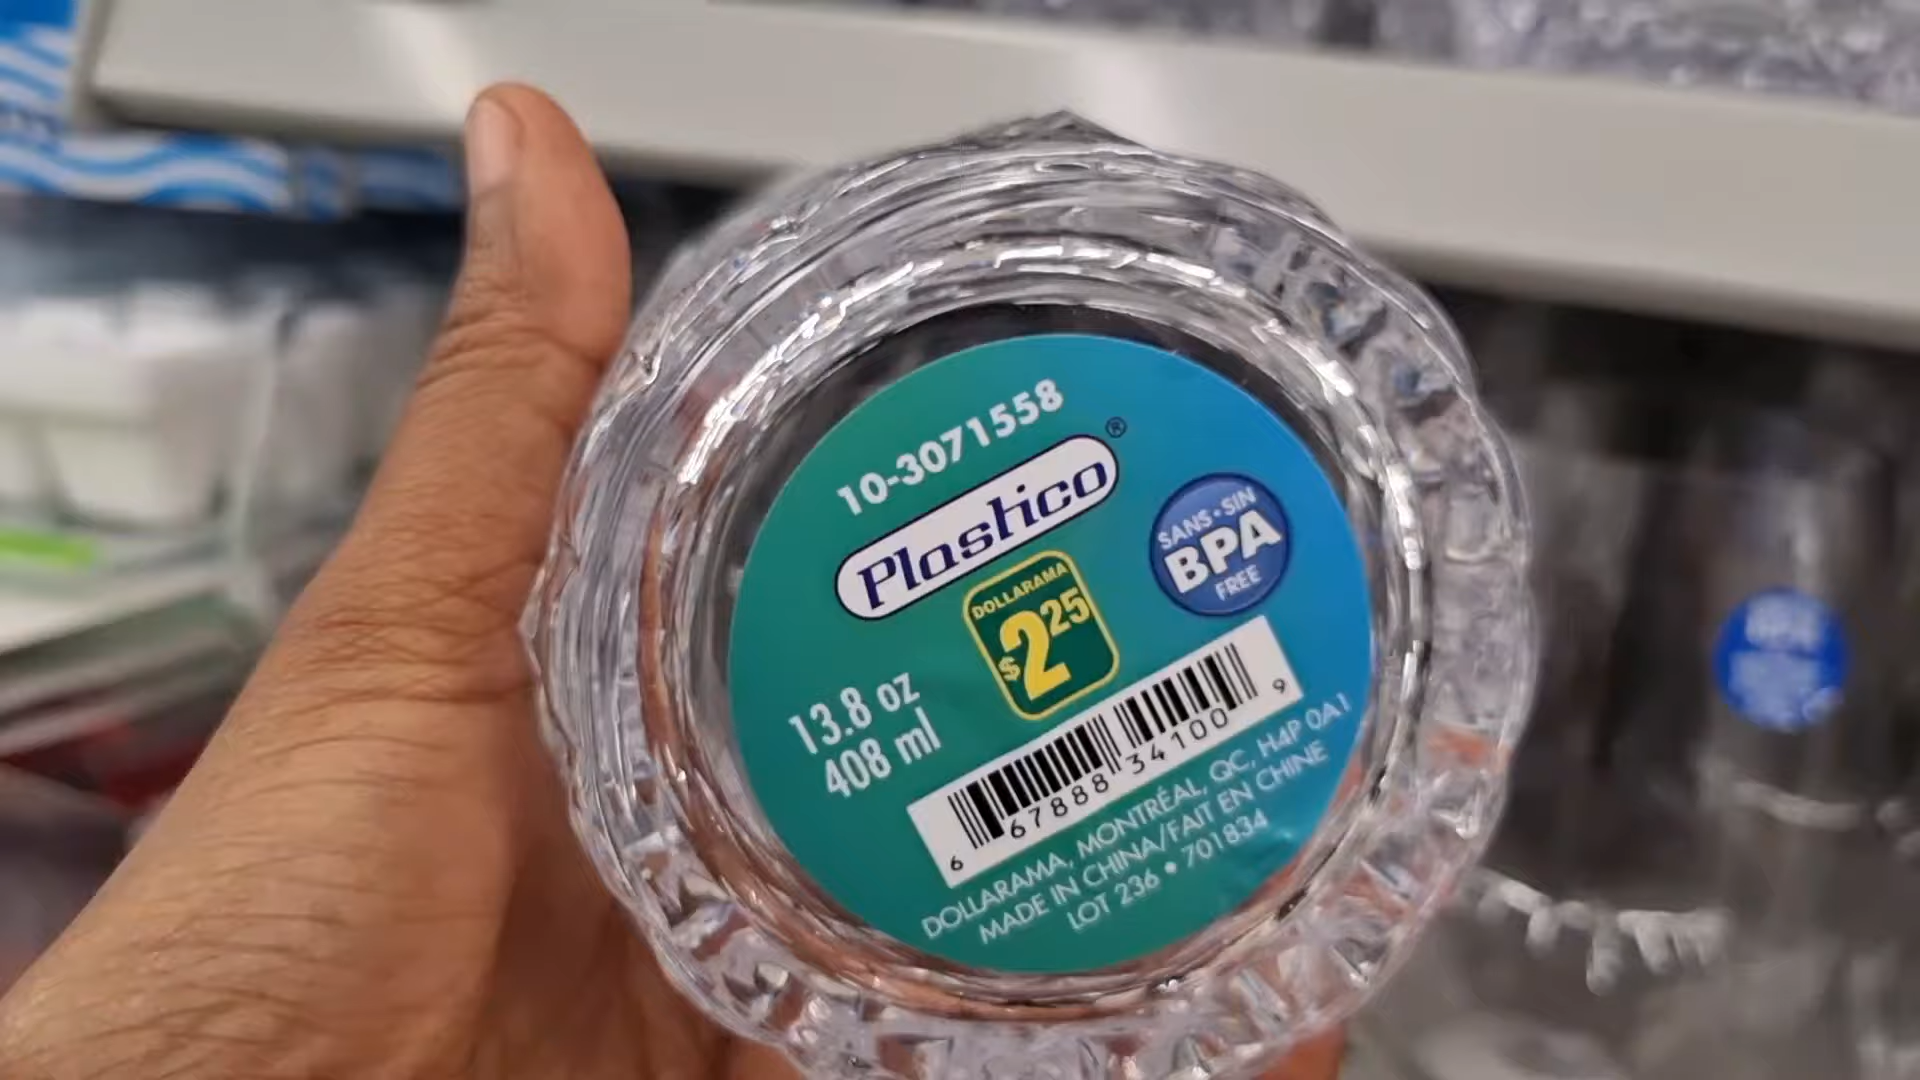 10-3071558
Plastico®
SANS • SIN
BPA
FREE
DOLLARAMA
$2.25
13.8 oz
408 ml
6 67888 34100 9
DOLLARAMA, MONTRÉAL, QC, H4P 0A1
MADE IN CHINA/FAIT EN CHINE
LOT 236 • 701834
BPA